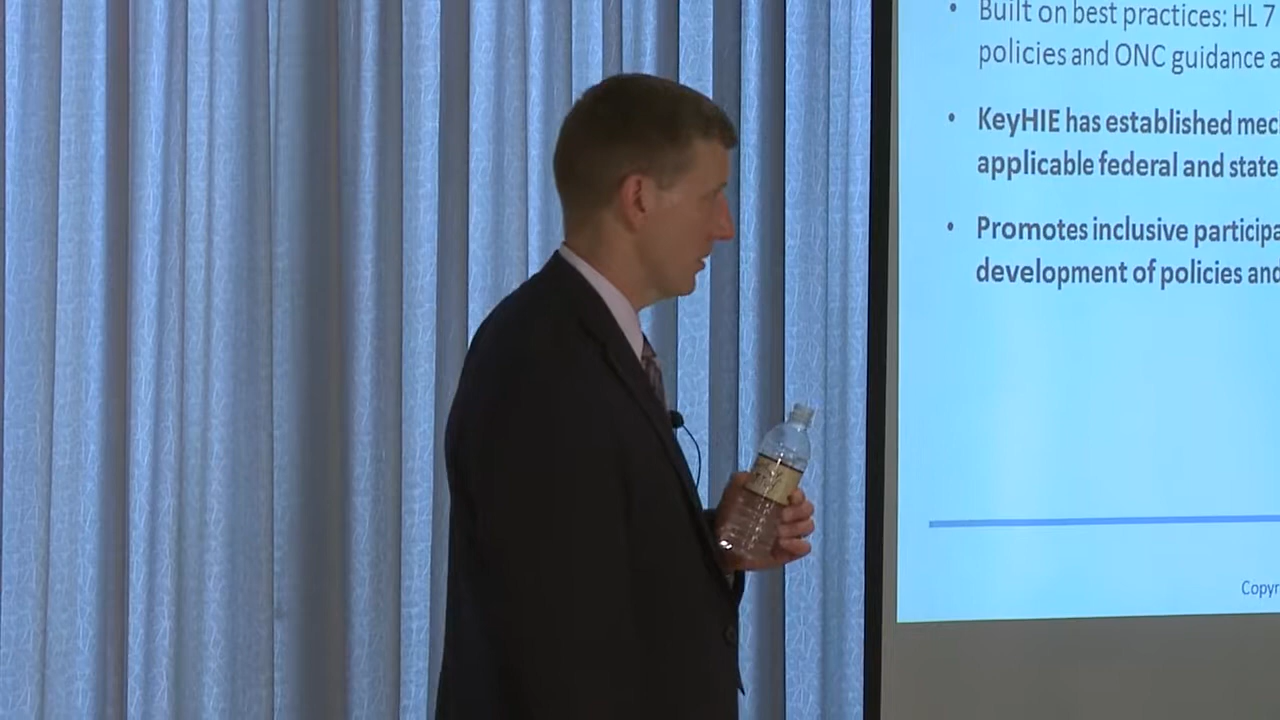 Built on best practices: HL 7
policies and ONC guidance a
KeyHIE has established mec
applicable federal and state
Promotes inclusive participa
development of policies and
Copyr